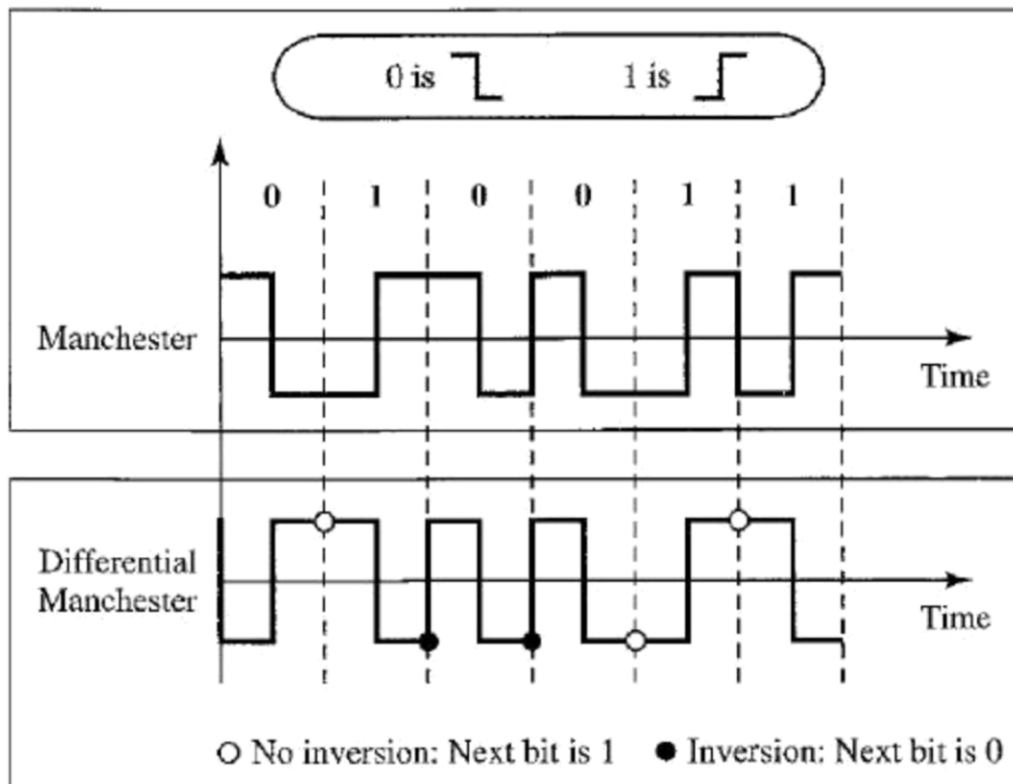 0 is 1 is
0 1 0 0 1 1
Manchester
Time
Differential
Manchester
Time
No inversion: Next bit is 1 Inversion: Next bit is 0